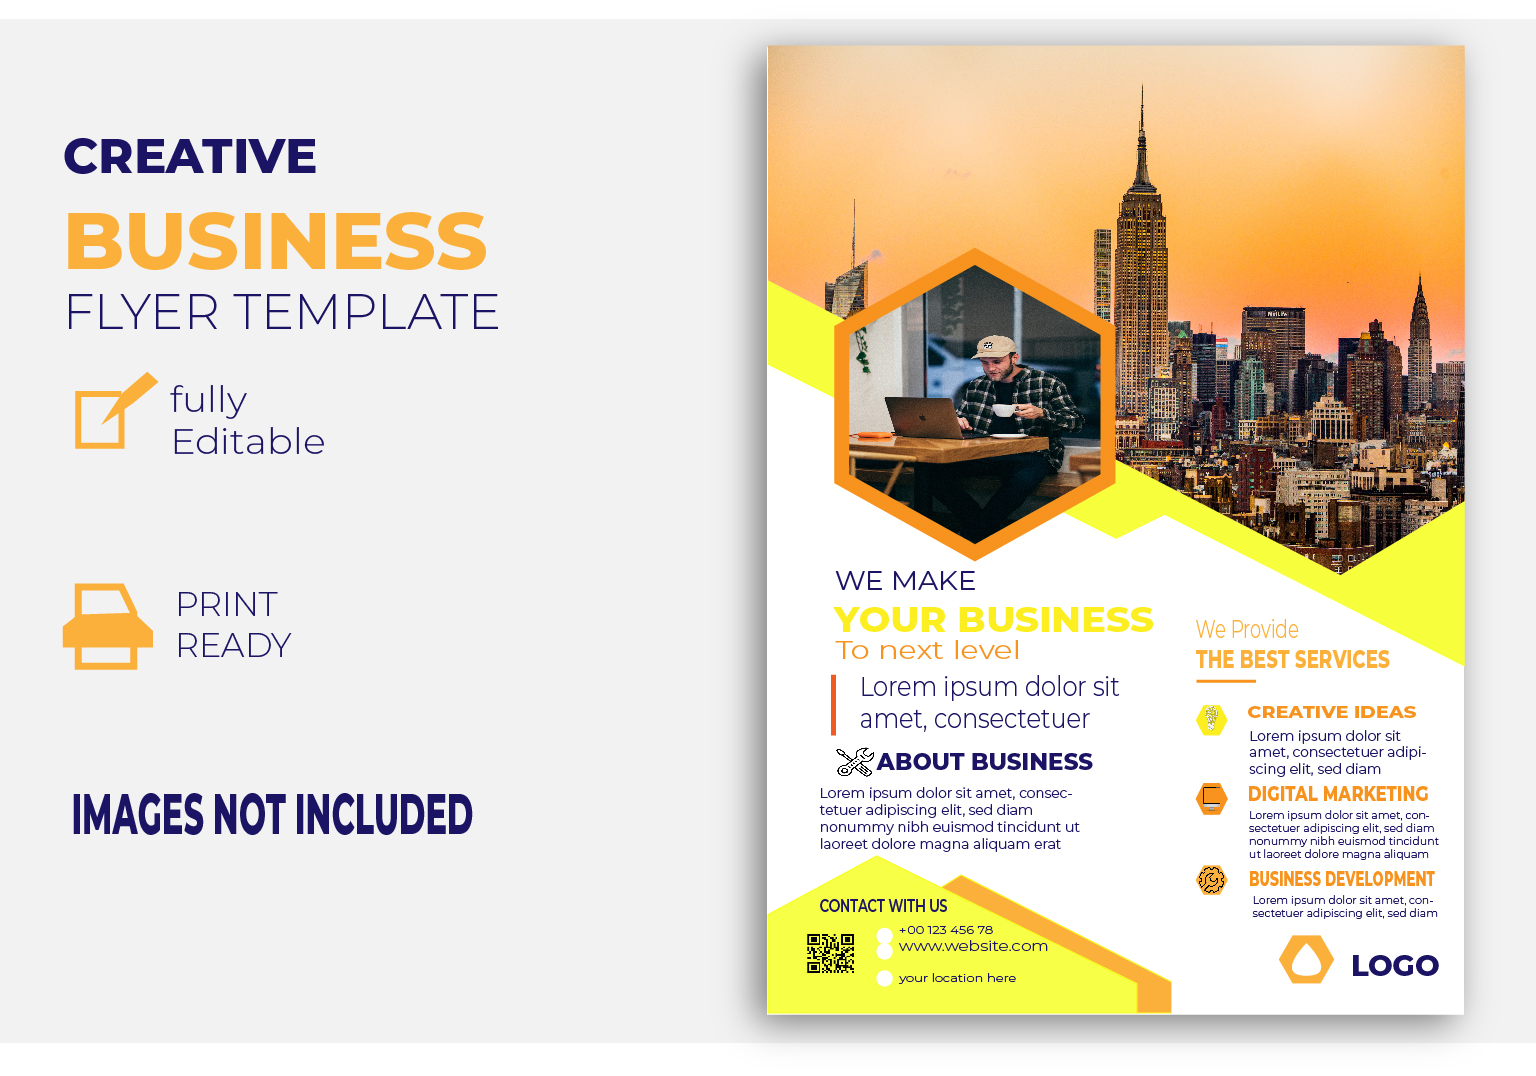 CREATIVE
BUSINESS
FLYER TEMPLATE
fully
Editable
PRINT
READY
IMAGES NOT INCLUDED
MetLife
WE MAKE
YOUR BUSINESS
To next level
Lorem ipsum dolor sit
amet, consectetuer
ABOUT BUSINESS
Lorem ipsum dolor sit amet, consec-
tetuer adipiscing elit, sed diam
nonummy nibh euismod tincidunt ut
laoreet dolore magna aliquam erat
CONTACT WITH US
+00 123 456 78
www.website.com
your location here
We Provide
THE BEST SERVICES
CREATIVE IDEAS
Lorem ipsum dolor sit
amet, consectetuer adipi-
scing elit, sed diam
DIGITAL MARKETING
Lorem ipsum dolor sit amet, con-
sectetuer adipiscing elit, sed diam
nonummy nibh euismod tincidunt
ut laoreet dolore magna aliquam
BUSINESS DEVELOPMENT
Lorem ipsum dolor sit amet, con-
sectetuer adipiscing elit, sed diam
LOGO